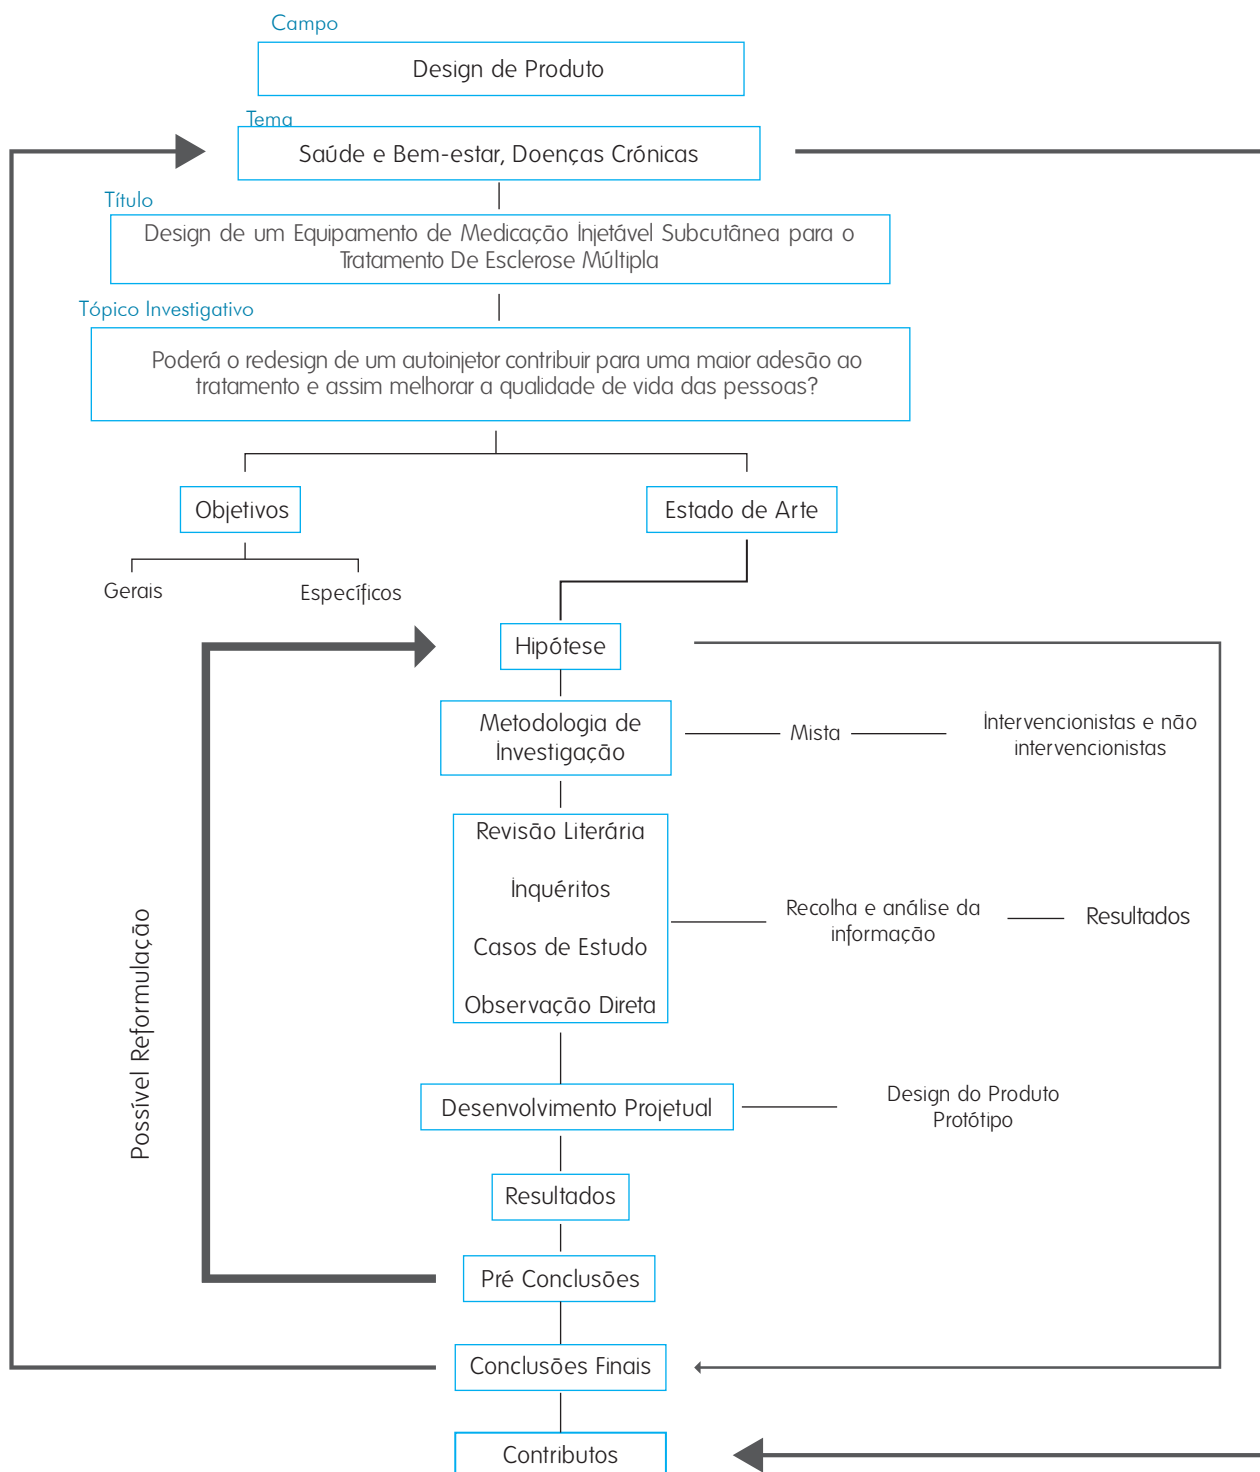 Campo
Design de Produto
Tema
Saúde e Bem-estar, Doenças Crónicas
Título
Design de um Equipamento de Medicação Injetável Subcutânea para o
Tratamento De Esclerose Múltipla
Tópico Investigativo
Poderá o redesign de um autoinjetor contribuir para uma maior adesão ao
tratamento e assim melhorar a qualidade de vida das pessoas?
Objetivos
Estado de Arte
Gerais
Específicos
Hipótese
Metodologia de
Investigação
Mista
Intervencionistas e não
intervencionistas
Revisão Literária
Inquéritos
Casos de Estudo
Observação Direta
Recolha e análise da
informação
Resultados
Possível Reformulação
Desenvolvimento Projetual
Design do Produto
Protótipo
Resultados
Pré Conclusões
Conclusões Finais
Contributos